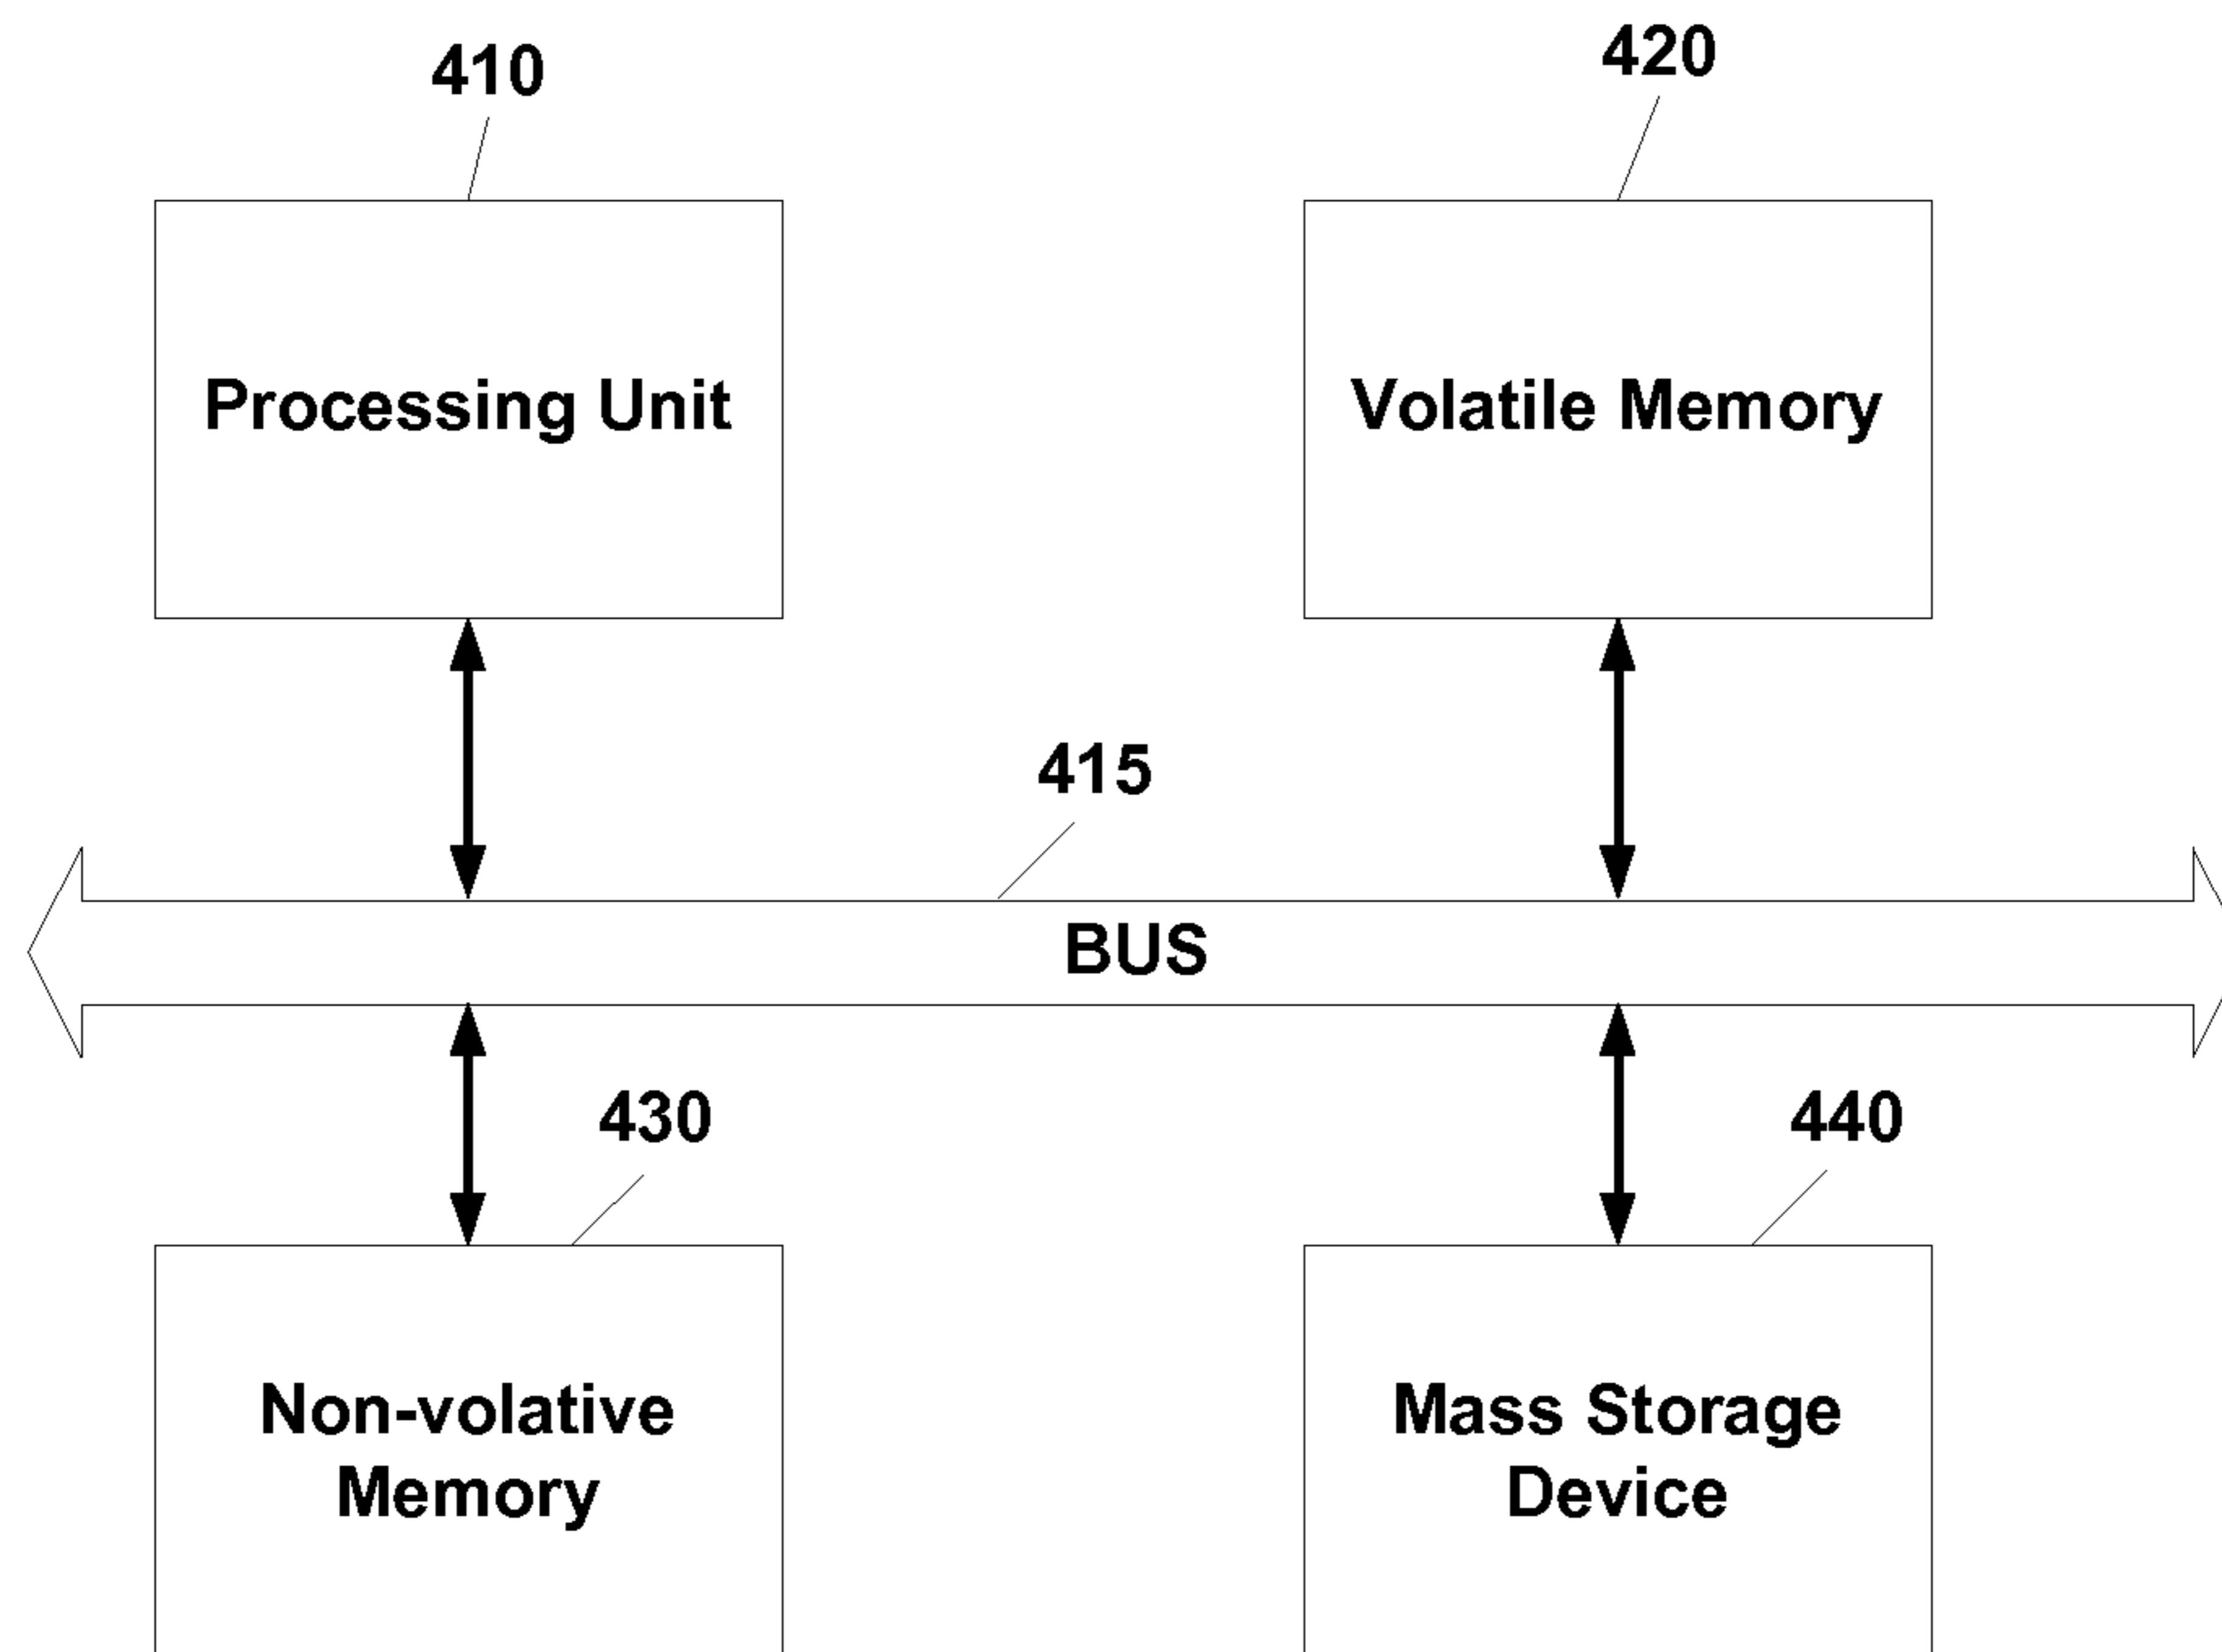 410
420
Processing Unit
Volatile Memory
415
BUS
430
440
Non-volative
Memory
Mass Storage
Device